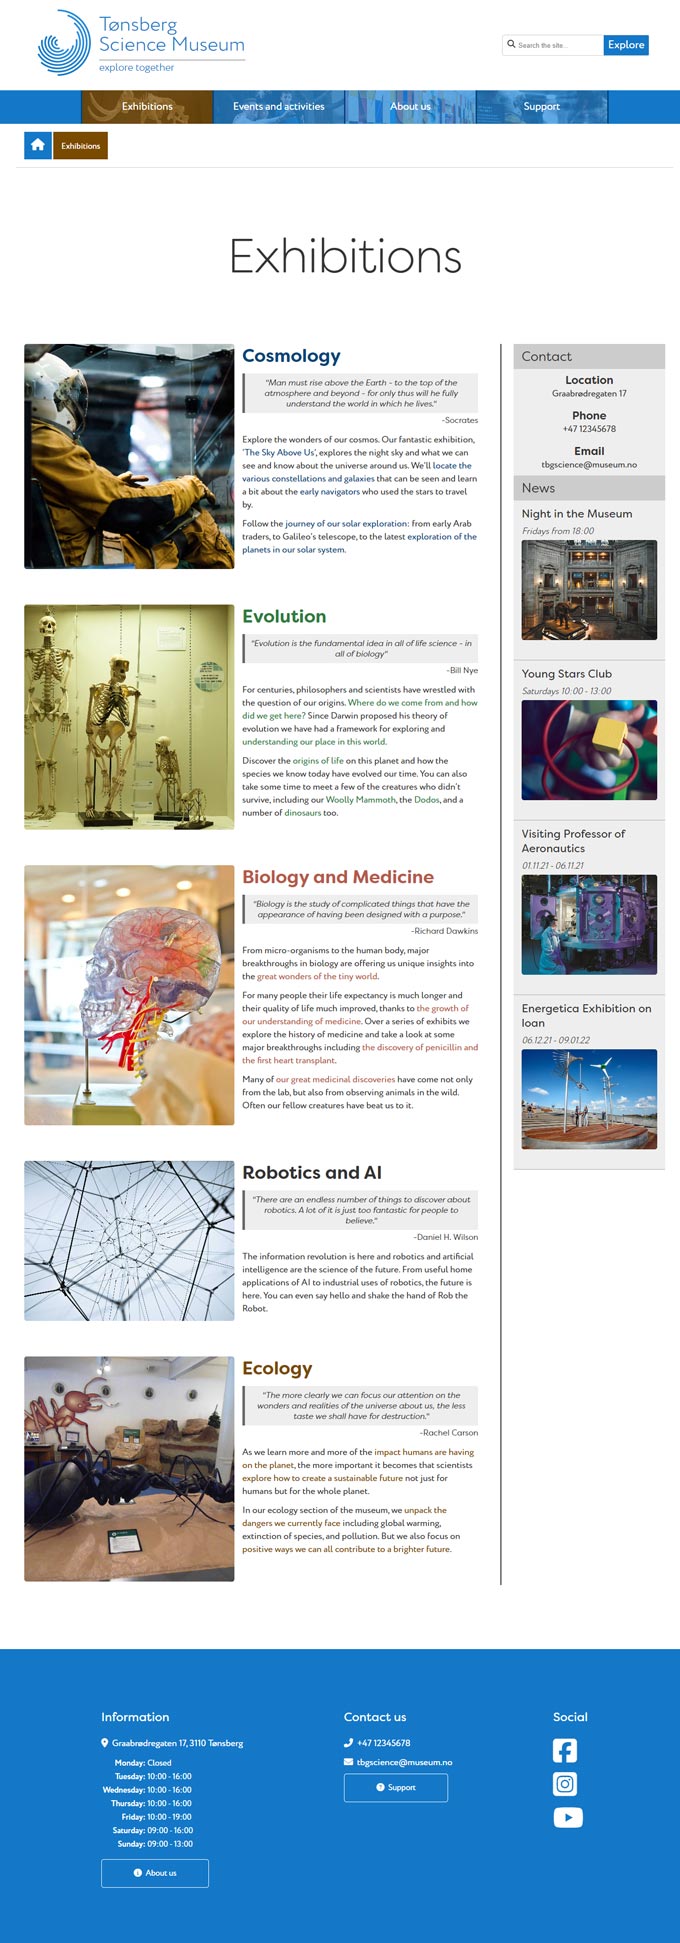 Tønsberg
Science Museum
explore together
Search the site...
Explore
Exhibitions
Events and activities
About us
Support
Exhibitions
Exhibitions
Cosmology
"Man must rise above the Earth - to the top of the
atmosphere and beyond - for only thus will he fully
understand the world in which he lives."
-Socrates
Explore the wonders of our cosmos. Our fantastic exhibition,
'The Sky Above Us', explores the night sky and what we can
see and know about the universe around us. We'll locate the
various constellations and galaxies that can be seen and learn
a bit about the early navigators who used the stars to travel
by.
Follow the journey of our solar exploration: from early Arab
traders, to Galileo's telescope, to the latest exploration of the
planets in our solar system.
Evolution
"Evolution is the fundamental idea in all of life science - in
all of biology"
-Bill Nye
For centuries, philosophers and scientists have wrestled with
the question of our origins. Where do we come from and how
did we get here? Since Darwin proposed his theory of
evolution we have had a framework for exploring and
understanding our place in this world.
Discover the origins of life on this planet and how the
species we know today have evolved our time. You can also
take some time to meet a few of the creatures who didn't
survive, including our Woolly Mammoth, the Dodos, and a
number of dinosaurs too.
Biology and Medicine
"Biology is the study of complicated things that have the
appearance of having been designed with a purpose."
-Richard Dawkins
From micro-organisms to the human body, major
breakthroughs in biology are offering us unique insights into
the great wonders of the tiny world.
For many people their life expectancy is much longer and
their quality of life much improved, thanks to the growth of
our understanding of medicine. Over a series of exhibits we
explore the history of medicine and take a look at some
major breakthroughs including the discovery of penicillin and
the first heart transplant.
Many of our great medicinal discoveries have come not only
from the lab, but also from observing animals in the wild.
Often our fellow creatures have beat us to it.
Robotics and AI
"There are an endless number of things to discover about
robotics. A lot of it is just too fantastic for people to
believe."
-Daniel H. Wilson
The information revolution is here and robotics and artificial
intelligence are the science of the future. From useful home
applications of AI to industrial uses of robotics, the future is
here. You can even say hello and shake the hand of Rob the
Robot.
Ecology
"The more clearly we can focus our attention on the
wonders and realities of the universe about us, the less
taste we shall have for destruction."
-Rachel Carson
As we learn more and more of the impact humans are having
on the planet, the more important it becomes that scientists
explore how to create a sustainable future not just for
humans but for the whole planet.
In our ecology section of the museum, we unpack the
dangers we currently face including global warming,
extinction of species, and pollution. But we also focus on
positive ways we can all contribute to a brighter future.
Contact
Location
Graabrødregaten 17
Phone
+47 12345678
Email
tbgscience@museum.no
News
Night in the Museum
Fridays from 18:00
Young Stars Club
Saturdays 10:00 - 13:00
Visiting Professor of
Aeronautics
01.11.21 - 06.11.21
Energetica Exhibition on
loan
06.12.21 - 09.01.22
Information
Graabrødregaten 17, 3110 Tønsberg
Monday: Closed
Tuesday: 10:00 - 16:00
Wednesday: 10:00 - 16:00
Thursday: 10:00 - 16:00
Friday: 10:00 - 19:00
Saturday: 09:00 - 16:00
Sunday: 09:00 - 13:00
About us
Contact us
+47 12345678
tbgscience@museum.no
Support
Social